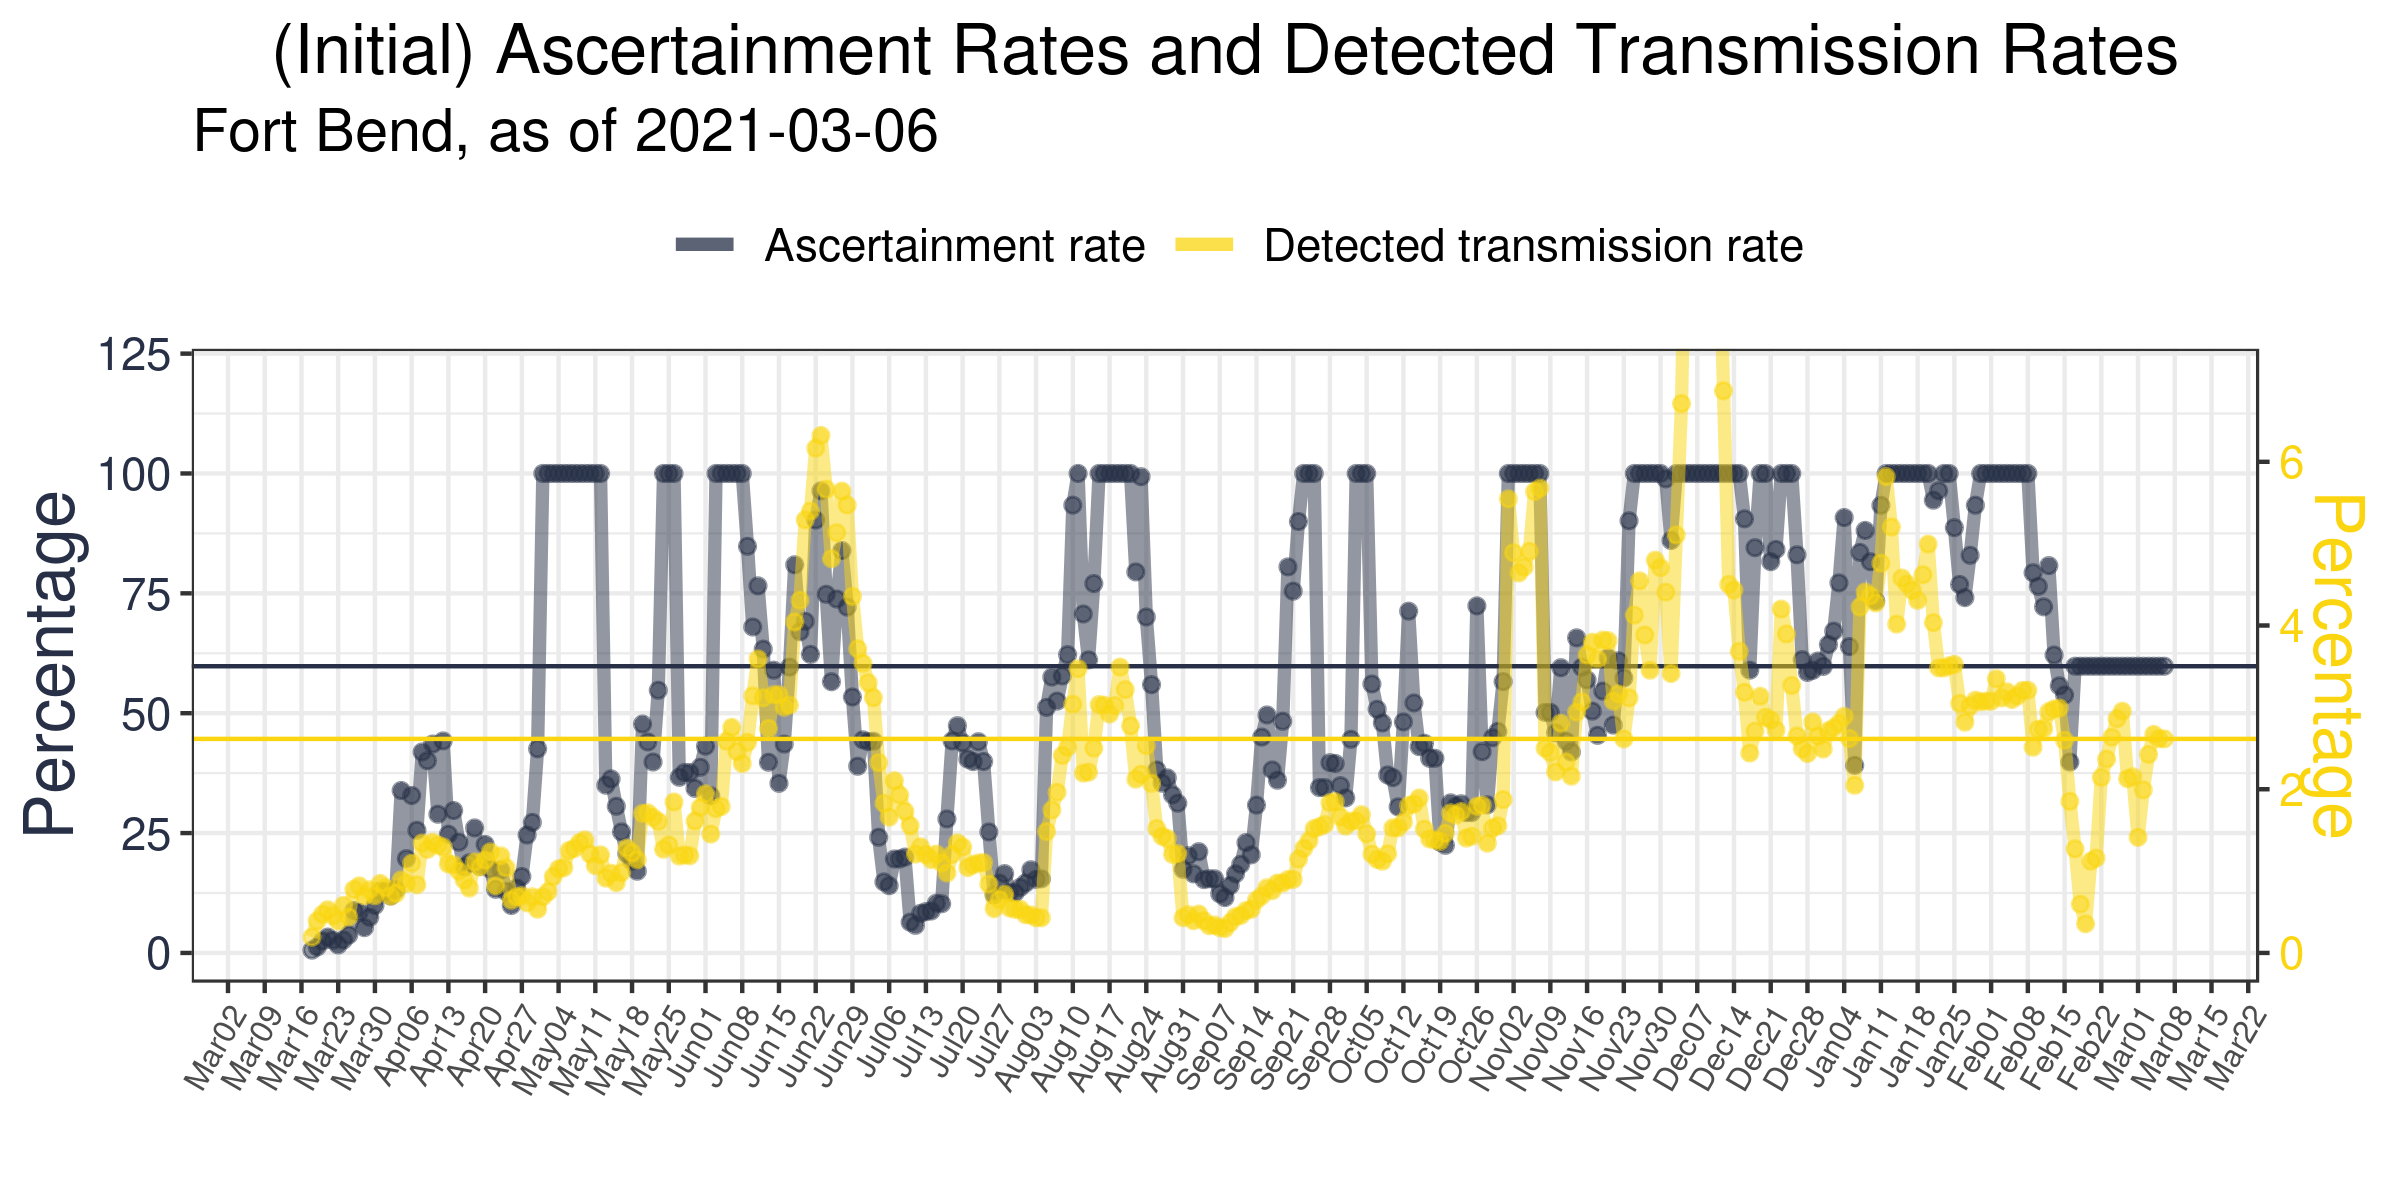 (Initial) Ascertainment Rates and Detected Transmission Rates
Fort Bend, as of 2021-03-06
Ascertainment rate
Detected transmission rate
Percentage
125
100
75
50
25
0
6
4
2
0
Percentage
Mar02
Mar09
Mar16
Mar23
Mar30
Apr06
Apr13
Apr20
Apr27
May04
May11
May18
May25
Jun01
Jun08
Jun15
Jun22
Jun29
Jul06
Jul13
Jul20
Jul27
Aug03
Aug10
Aug17
Aug24
Aug31
Sep07
Sep14
Sep21
Sep28
Oct05
Oct12
Oct19
Oct26
Nov02
Nov09
Nov16
Nov23
Nov30
Dec07
Dec14
Dec21
Dec28
Jan04
Jan11
Jan18
Jan25
Feb01
Feb08
Feb15
Feb22
Mar01
Mar08
Mar15
Mar22